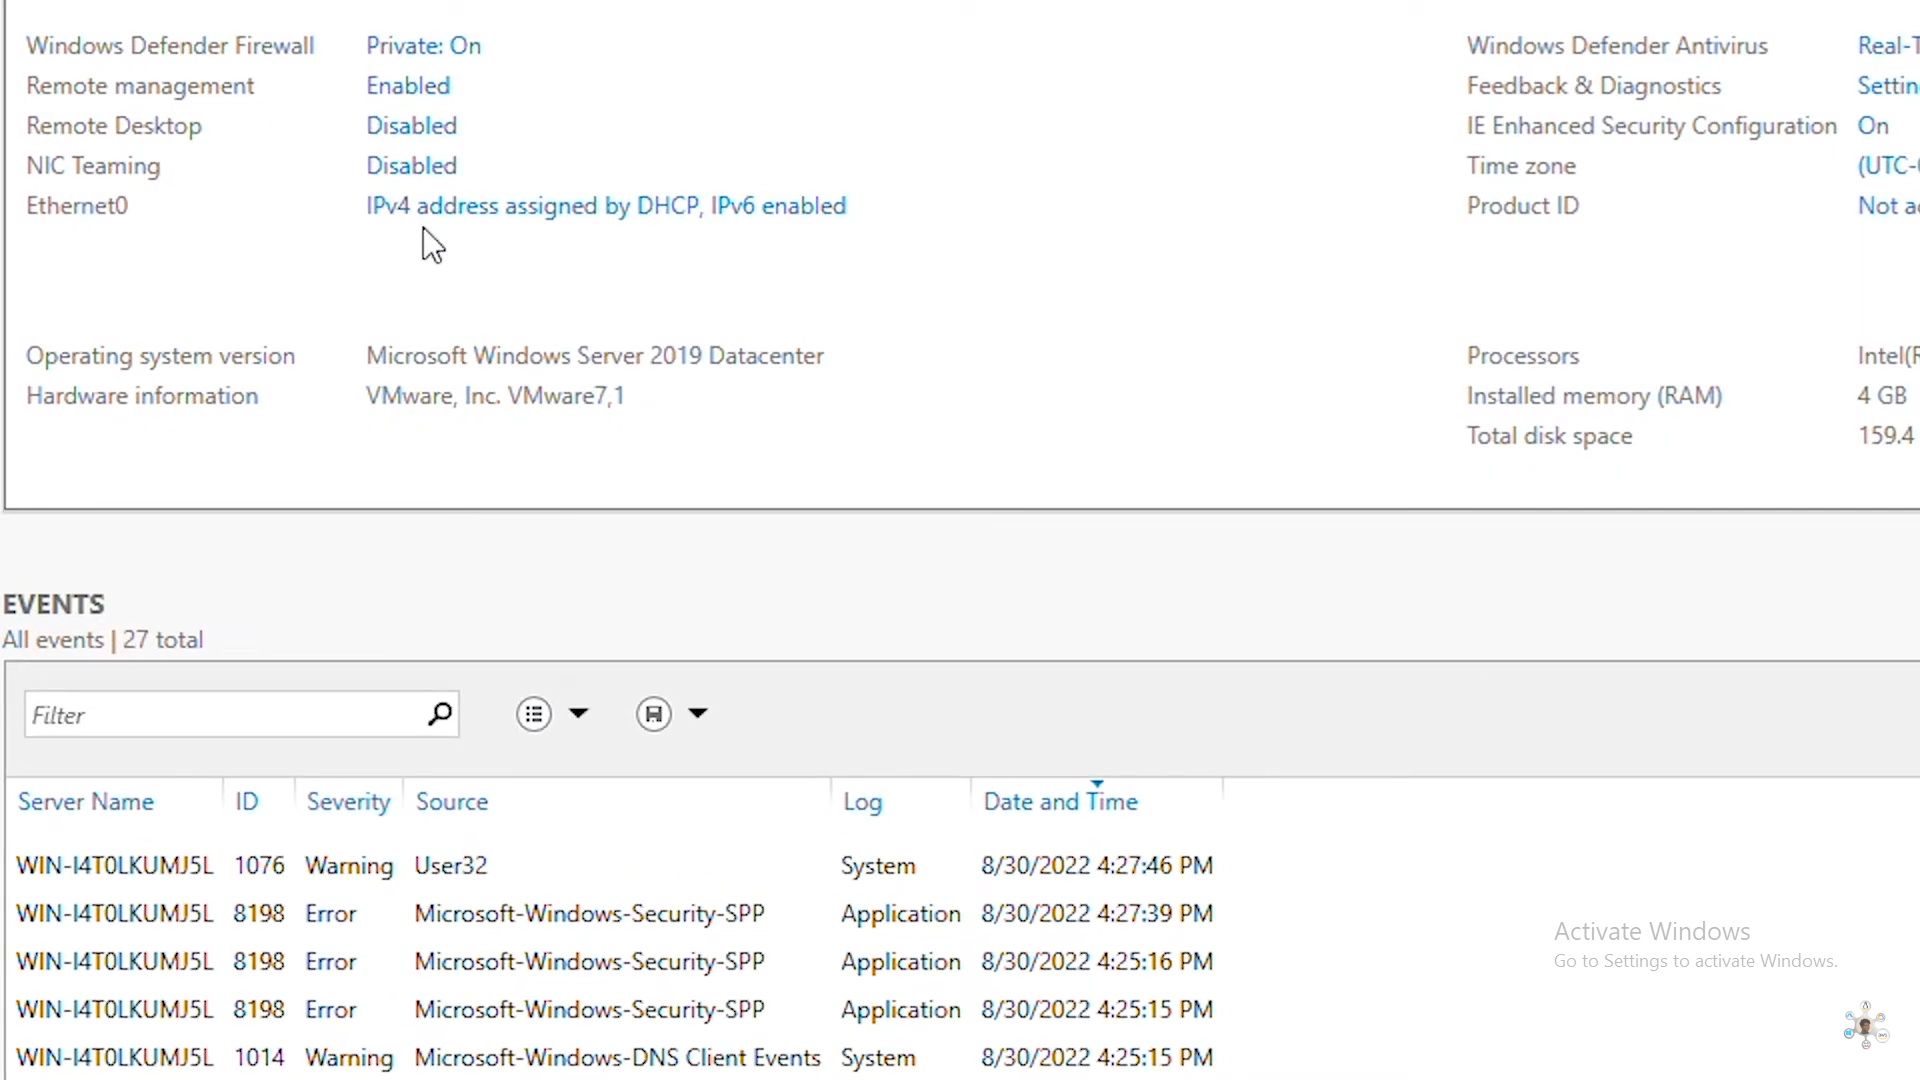 Windows Defender Firewall Private: On Windows Defender Antivirus Real-T
Remote management Enabled Feedback & Diagnostics Settin
Remote Desktop Disabled IE Enhanced Security Configuration On
NIC Teaming Disabled Time zone (UTC-
Ethernet0 IPv4 address assigned by DHCP, IPv6 enabled Product ID Not a
Operating system version Microsoft Windows Server 2019 Datacenter Processors Intel(R
Hardware information VMware, Inc. VMware7,1 Installed memory (RAM) 4 GB
Total disk space 159.4
EVENTS
All events | 27 total
Filter
Server Name ID Severity Source Log Date and Time
WIN-I4T0LKUMJ5L 1076 Warning User32 System 8/30/2022 4:27:46 PM
WIN-I4T0LKUMJ5L 8198 Error Microsoft-Windows-Security-SPP Application 8/30/2022 4:27:39 PM
WIN-I4T0LKUMJ5L 8198 Error Microsoft-Windows-Security-SPP Application 8/30/2022 4:25:16 PM
WIN-I4T0LKUMJ5L 8198 Error Microsoft-Windows-Security-SPP Application 8/30/2022 4:25:15 PM
WIN-I4T0LKUMJ5L 1014 Warning Microsoft-Windows-DNS Client Events System 8/30/2022 4:25:15 PM
Activate Windows
Go to Settings to activate Windows.